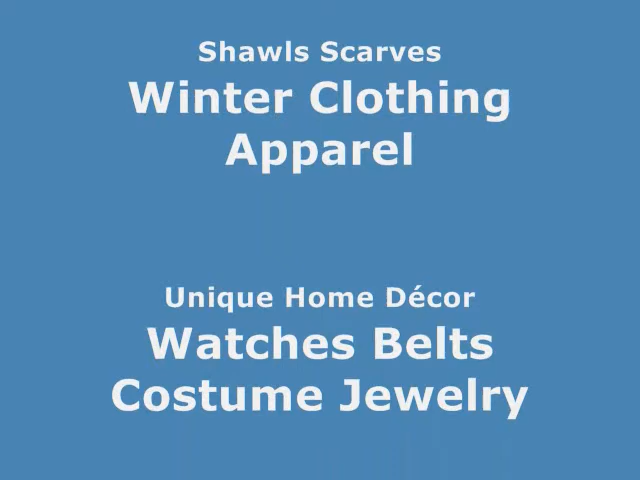 Shawls Scarves
Winter Clothing
Apparel
Unique Home Décor
Watches Belts
Costume Jewelry